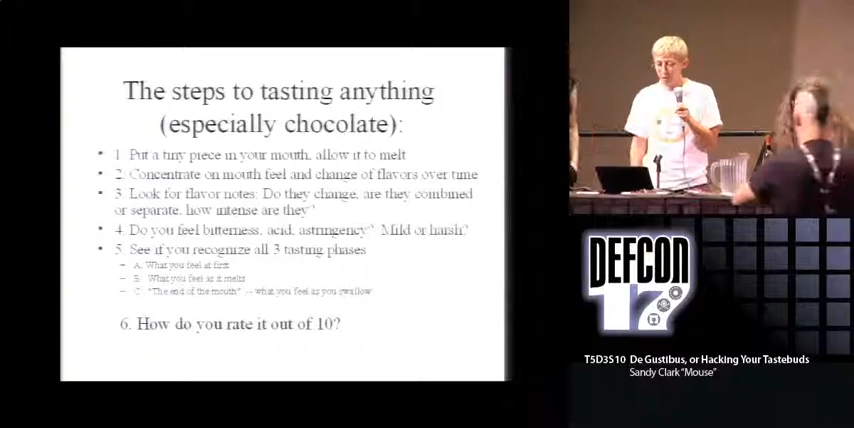 The steps to tasting anything
(especially chocolate):
• 1. Put a tiny piece in your mouth, allow it to melt
• 2. Concentrate on mouth feel and change of flavors over time
• 3. Look for flavor notes: Do they change, are they combined
or separate, how intense are they?
• 4. Do you feel bitterness, acid, astringency? Mild or harsh?
• 5. See if you recognize all 3 tasting phases
– A. What you feel at first
– B. What you feel as it melts
– C. "The end of the mouth" -- what you feel as you swallow
6. How do you rate it out of 10?
DEFCON
17
T5D3S10 De Gustibus, or Hacking Your Tastebuds
Sandy Clark "Mouse"